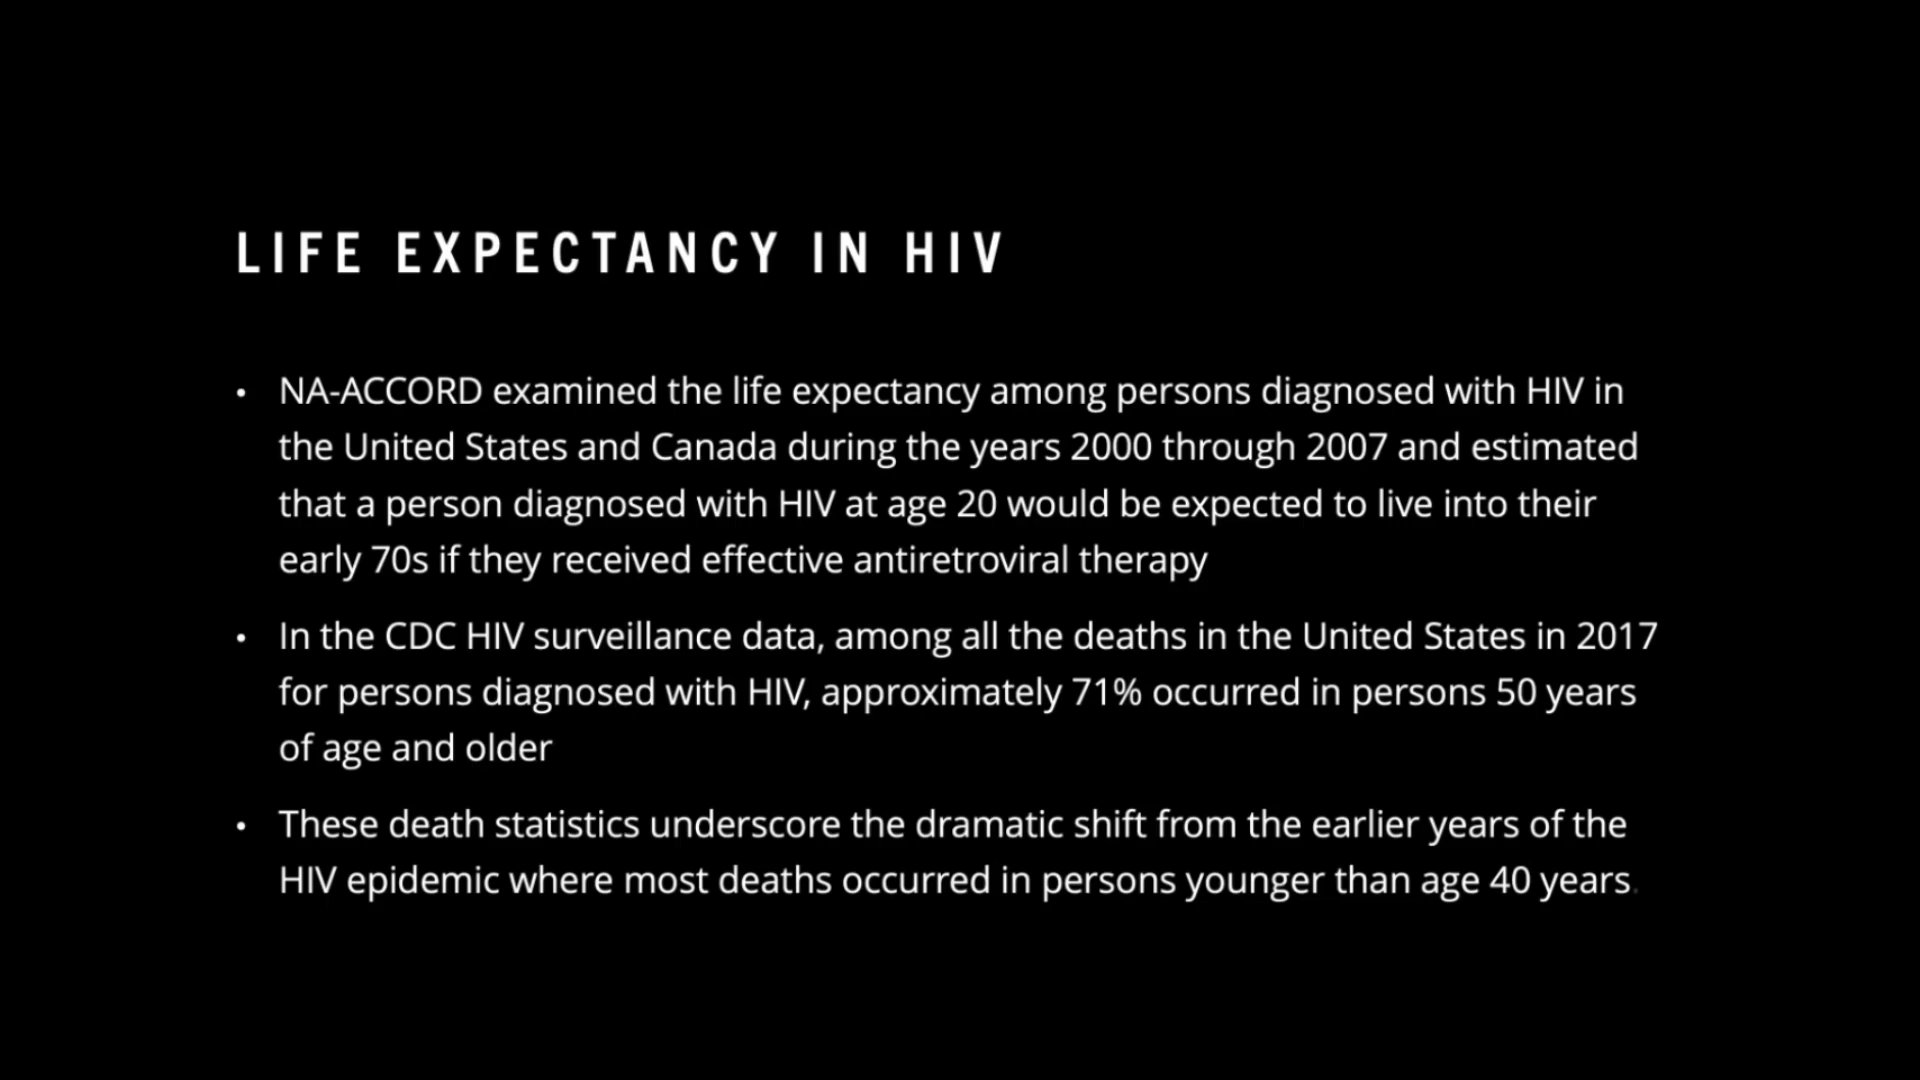 LIFE EXPECTANCY IN HIV
• NA-ACCORD examined the life expectancy among persons diagnosed with HIV in
the United States and Canada during the years 2000 through 2007 and estimated
that a person diagnosed with HIV at age 20 would be expected to live into their
early 70s if they received effective antiretroviral therapy
• In the CDC HIV surveillance data, among all the deaths in the United States in 2017
for persons diagnosed with HIV, approximately 71% occurred in persons 50 years
of age and older
• These death statistics underscore the dramatic shift from the earlier years of the
HIV epidemic where most deaths occurred in persons younger than age 40 years.